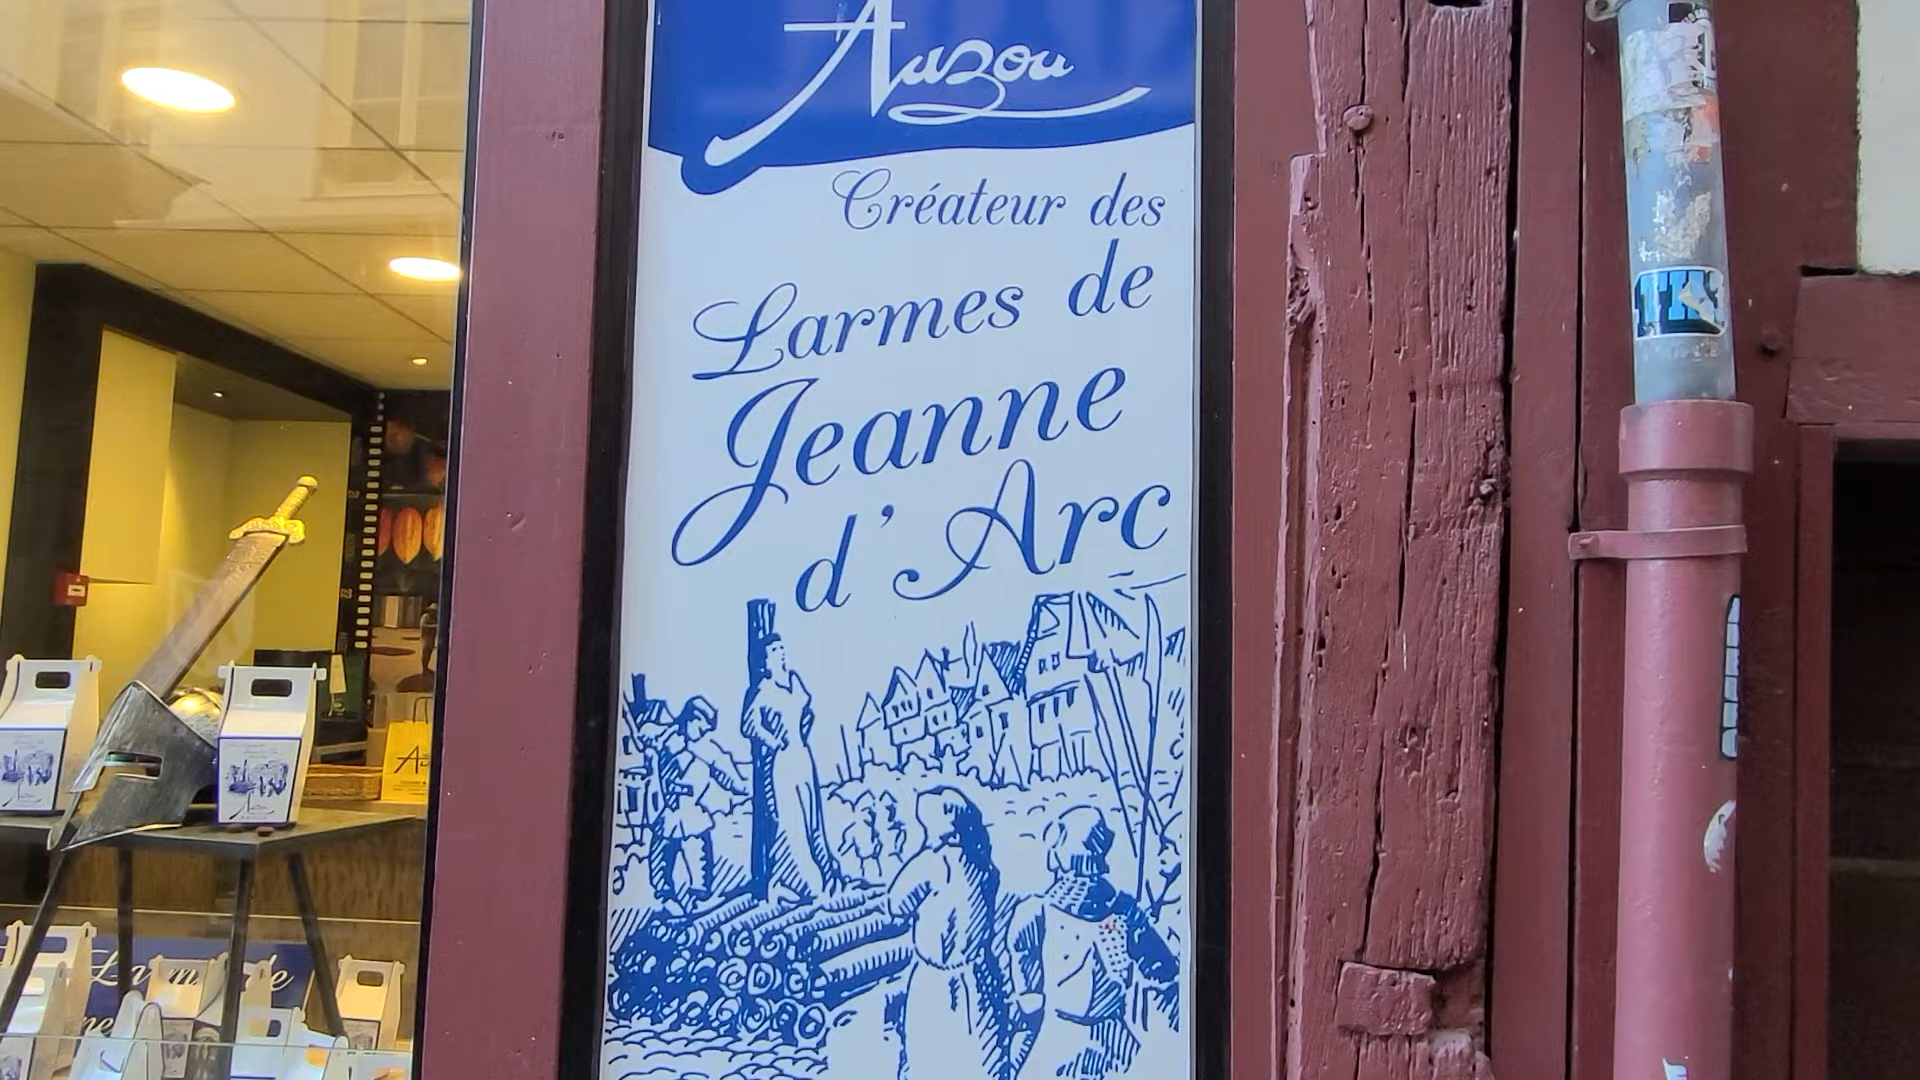 Auzou
Créateur des
Larmes de
Jeanne
d'Arc